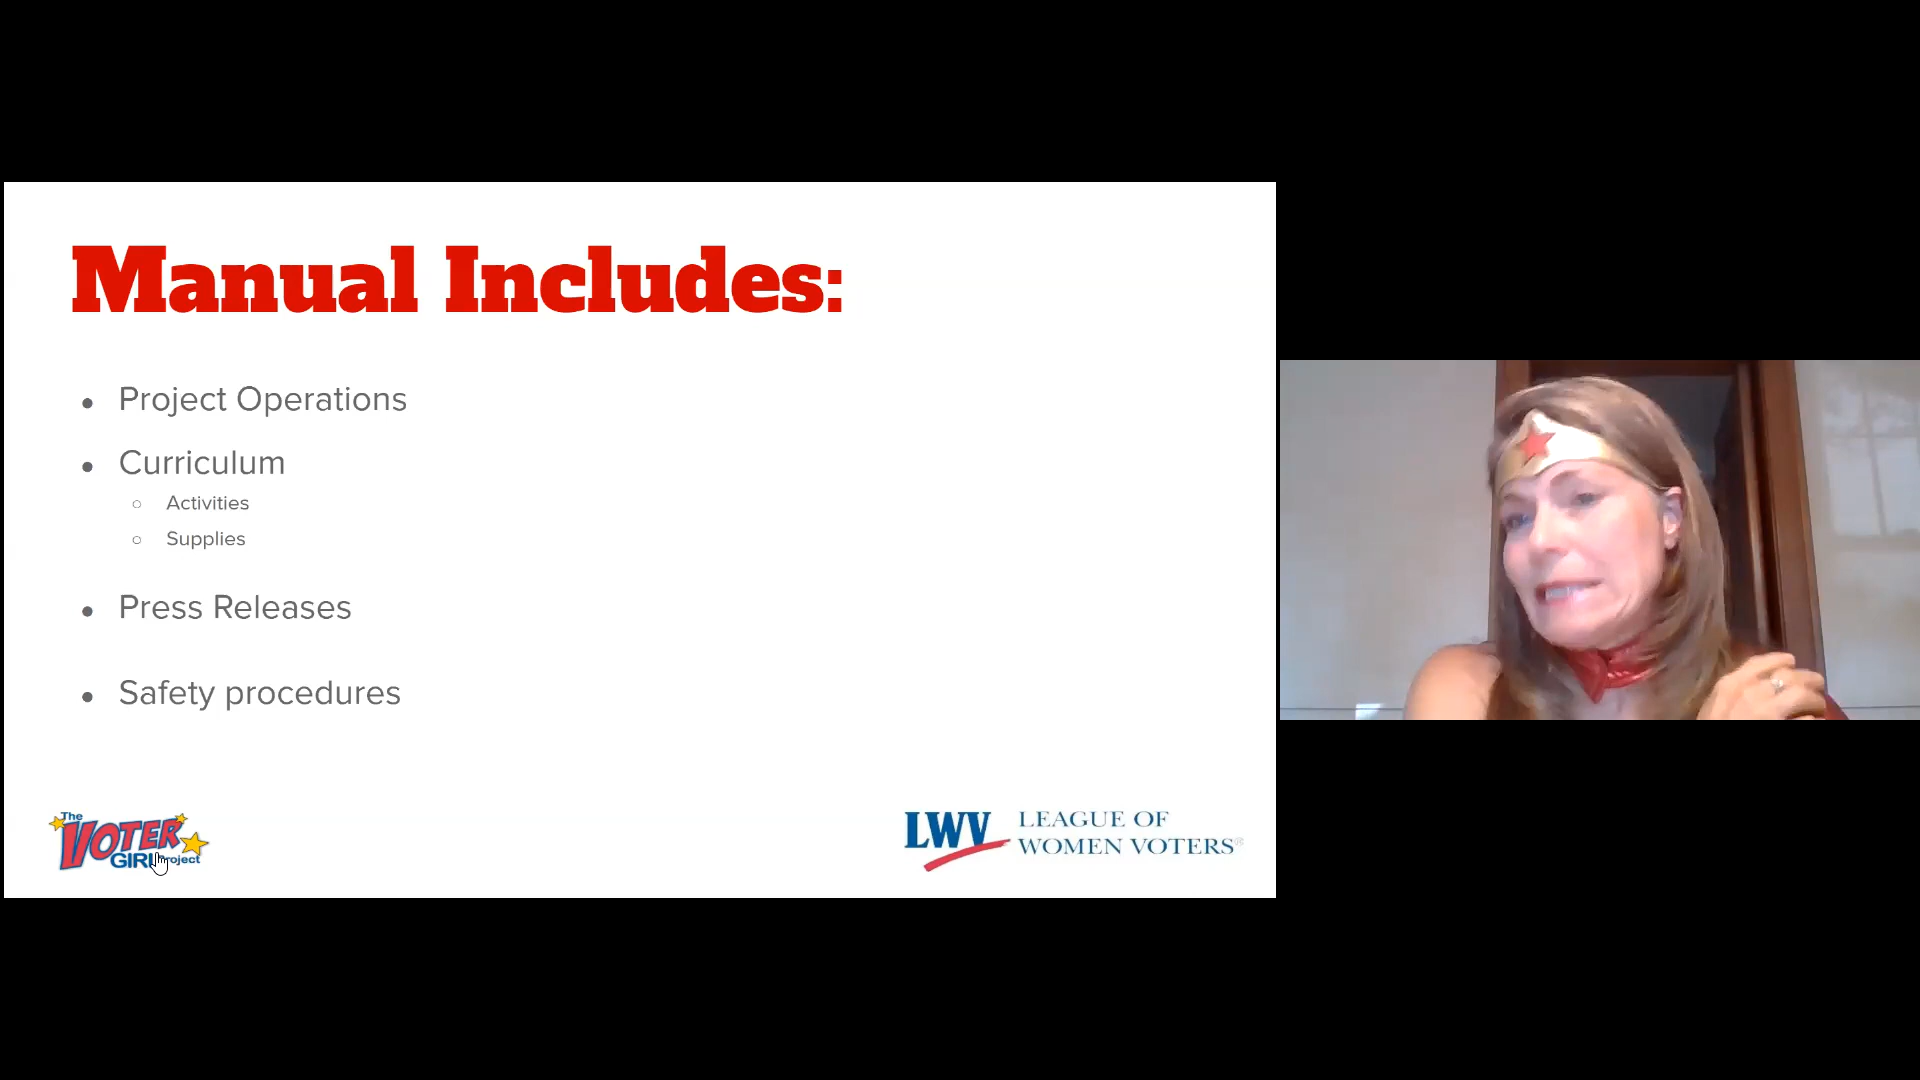 Manual Includes:
Project Operations
Curriculum
Activities
Supplies
Press Releases
Safety procedures
The
VOTER
GIRL Project
LWV LEAGUE OF
WOMEN VOTERS®